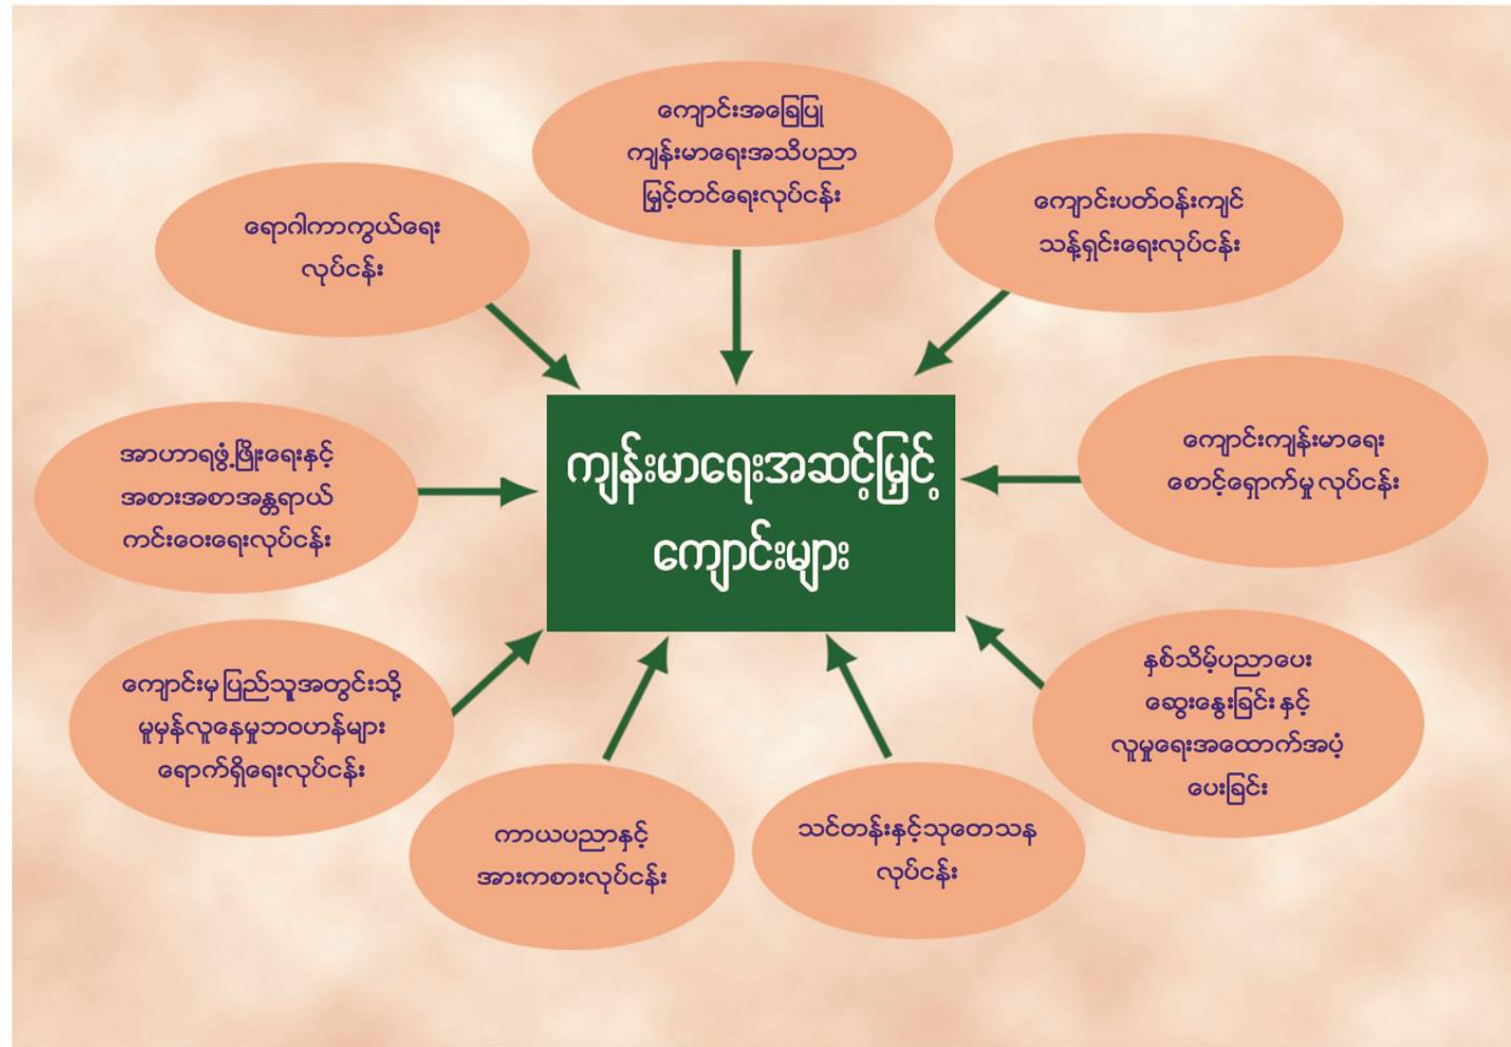 ကျောင်းအခြေပြု
ကျန်းမာရေးအသိပညာ
မြှင့်တင်ရေးလုပ်ငန်း
ကျောင်းပတ်ဝန်းကျင်
သန့်ရှင်းရေးလုပ်ငန်း
ရောဂါကာကွယ်ရေး
လုပ်ငန်း
ကျန်းမာရေးအဆင့်မြှင့်
ကျောင်းများ
ကျောင်းကျန်းမာရေး
စောင့်ရှောက်မှု လုပ်ငန်း
အာဟာရဖွံ့ဖြိုးရေးနှင့်
အစားအစာအန္တရာယ်
ကင်းဝေးရေးလုပ်ငန်း
နှစ်သိမ့်ပညာပေး
ဆွေးနွေးခြင်း နှင့်
လူမှုရေးအထောက်အပံ့
ပေးခြင်း
ကျောင်းမှ ပြည်သူအတွင်းသို့
မူမှန်လူနေမှုဘဝဟန်များ
ရောက်ရှိရေးလုပ်ငန်း
ကာယပညာနှင့်
အားကစားလုပ်ငန်း
သင်တန်းနှင့်သုတေသန
လုပ်ငန်း